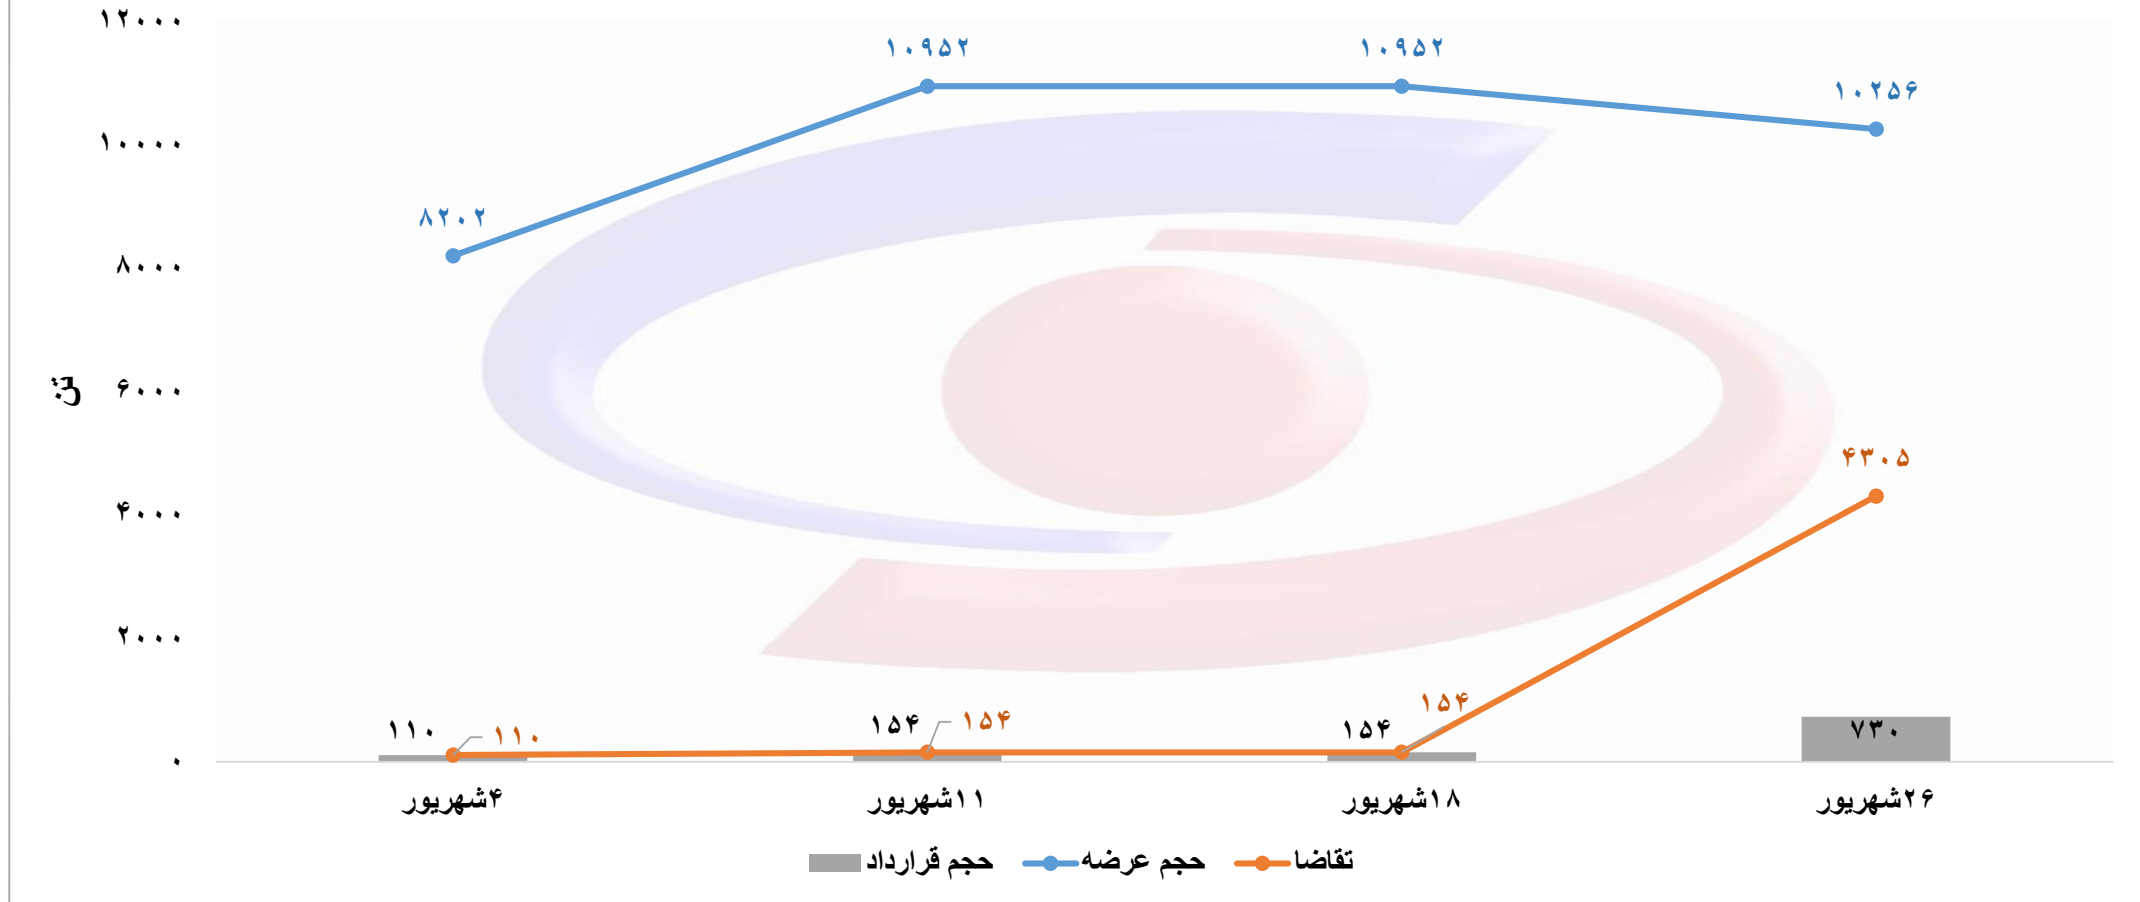 تن
۱۲۰۰۰
۱۰۰۰۰
۸۰۰۰
۶۰۰۰
۴۰۰۰
۲۰۰۰
۰
۸۲۰۲
۱۰۹۵۲
۱۰۹۵۲
۱۰۲۵۶
۴۳۰۵
۱۱۰
۱۱۰
۱۵۴
۱۵۴
۱۵۴
۱۵۴
۷۳۰
۴شهریور
۱۱شهریور
۱۸شهریور
۲۶شهریور
حجم قرارداد
حجم عرضه
تقاضا